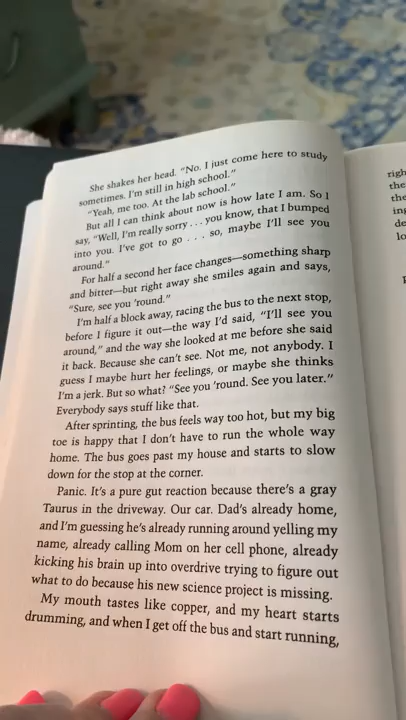 She shakes her head. "No. I just come here to study
sometimes. I'm still in high school."
"Yeah, me too. At the lab school."
But all I can think about now is how late I am. So I
say, "Well, I'm really sorry . . . you know, that I bumped
into you. I've got to go . . . so, maybe I'll see you
around."
For half a second her face changes—something sharp
and bitter—but right away she smiles again and says,
"Sure, see you 'round."
I'm half a block away, racing the bus to the next stop,
before I figure it out—the way I'd said, "I'll see you
around," and the way she looked at me before she said
it back. Because she can't see. Not me, not anybody. I
guess I maybe hurt her feelings, or maybe she thinks
I'm a jerk. But so what? "See you 'round. See you later."
Everybody says stuff like that.
After sprinting, the bus feels way too hot, but my big
toe is happy that I don't have to run the whole way
home. The bus goes past my house and starts to slow
down for the stop at the corner.
Panic. It's a pure gut reaction because there's a gray
Taurus in the driveway. Our car. Dad's already home,
and I'm guessing he's already running around yelling my
name, already calling Mom on her cell phone, already
kicking his brain up into overdrive trying to figure out
what to do because his new science project is missing.
My mouth tastes like copper, and my heart starts
drumming, and when I get off the bus and start running,